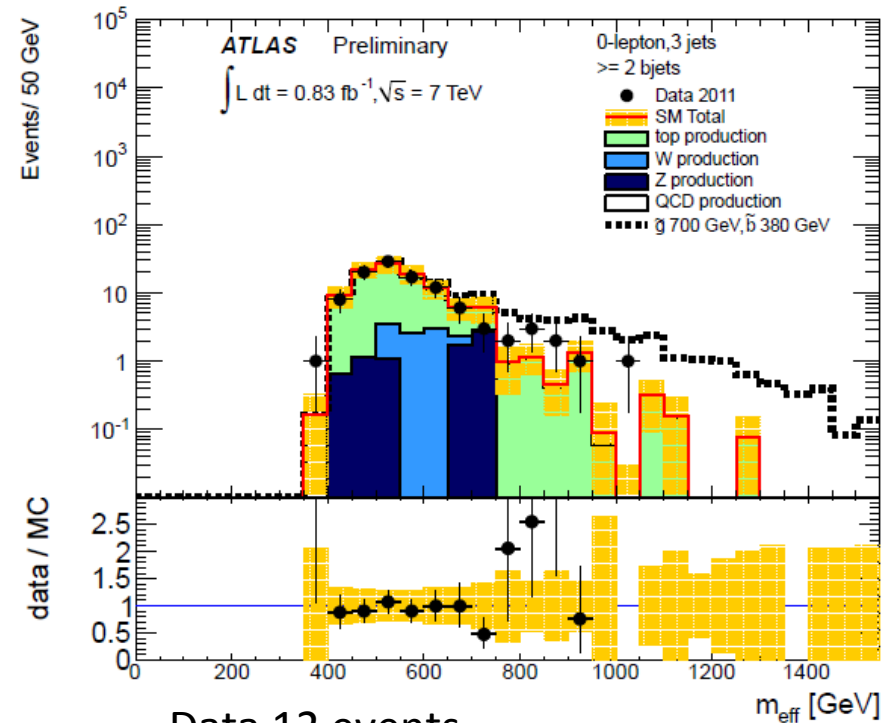 ATLAS Preliminary
∫L dt = 0.83 fb⁻¹,√s = 7 TeV
0-lepton,3 jets
>= 2 bjets
Data 2011
SM Total
top production
W production
Z production
QCD production
g̃ 700 GeV,b̃ 380 GeV
Events/ 50 GeV
10⁵
10⁴
10³
10²
10
1
10⁻¹
data / MC
2.5
2
1.5
1
0.5
0
0 200 400 600 800 1000 1200 1400
m_eff [GeV]